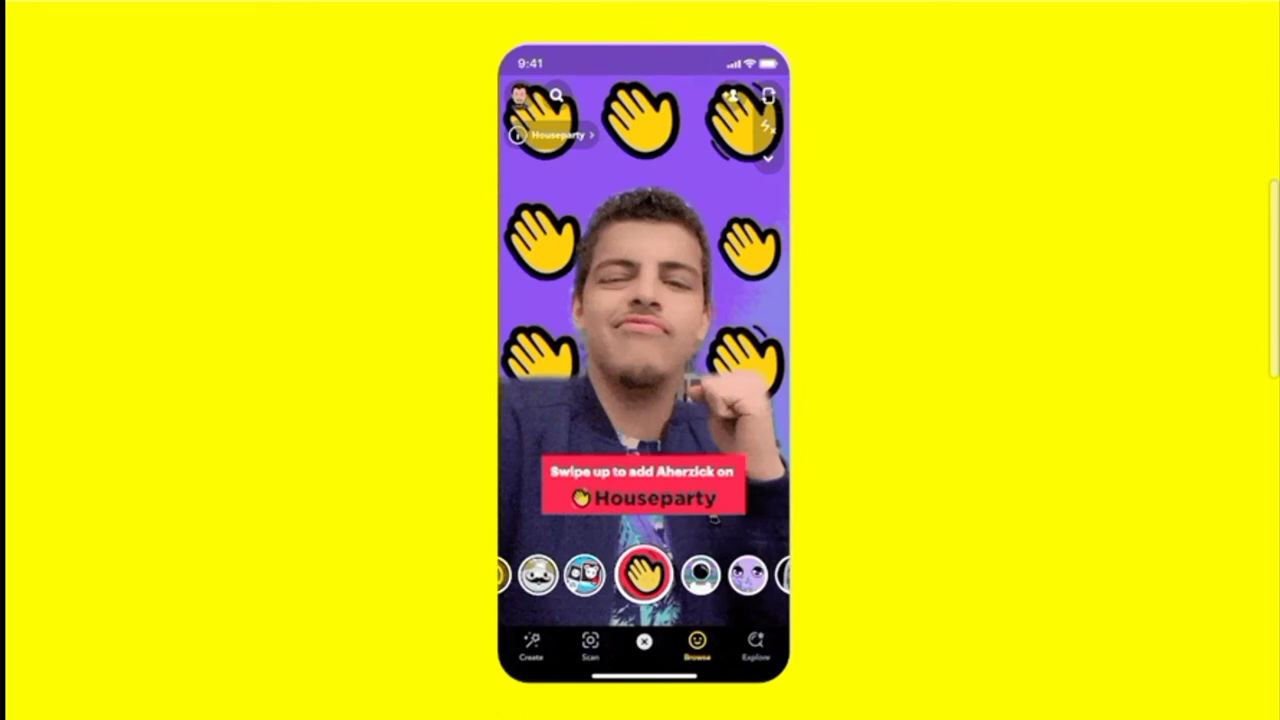 9:41
Houseparty >
Swipe up to add Aherzick on
Houseparty
Create
Scan
Browse
Explore